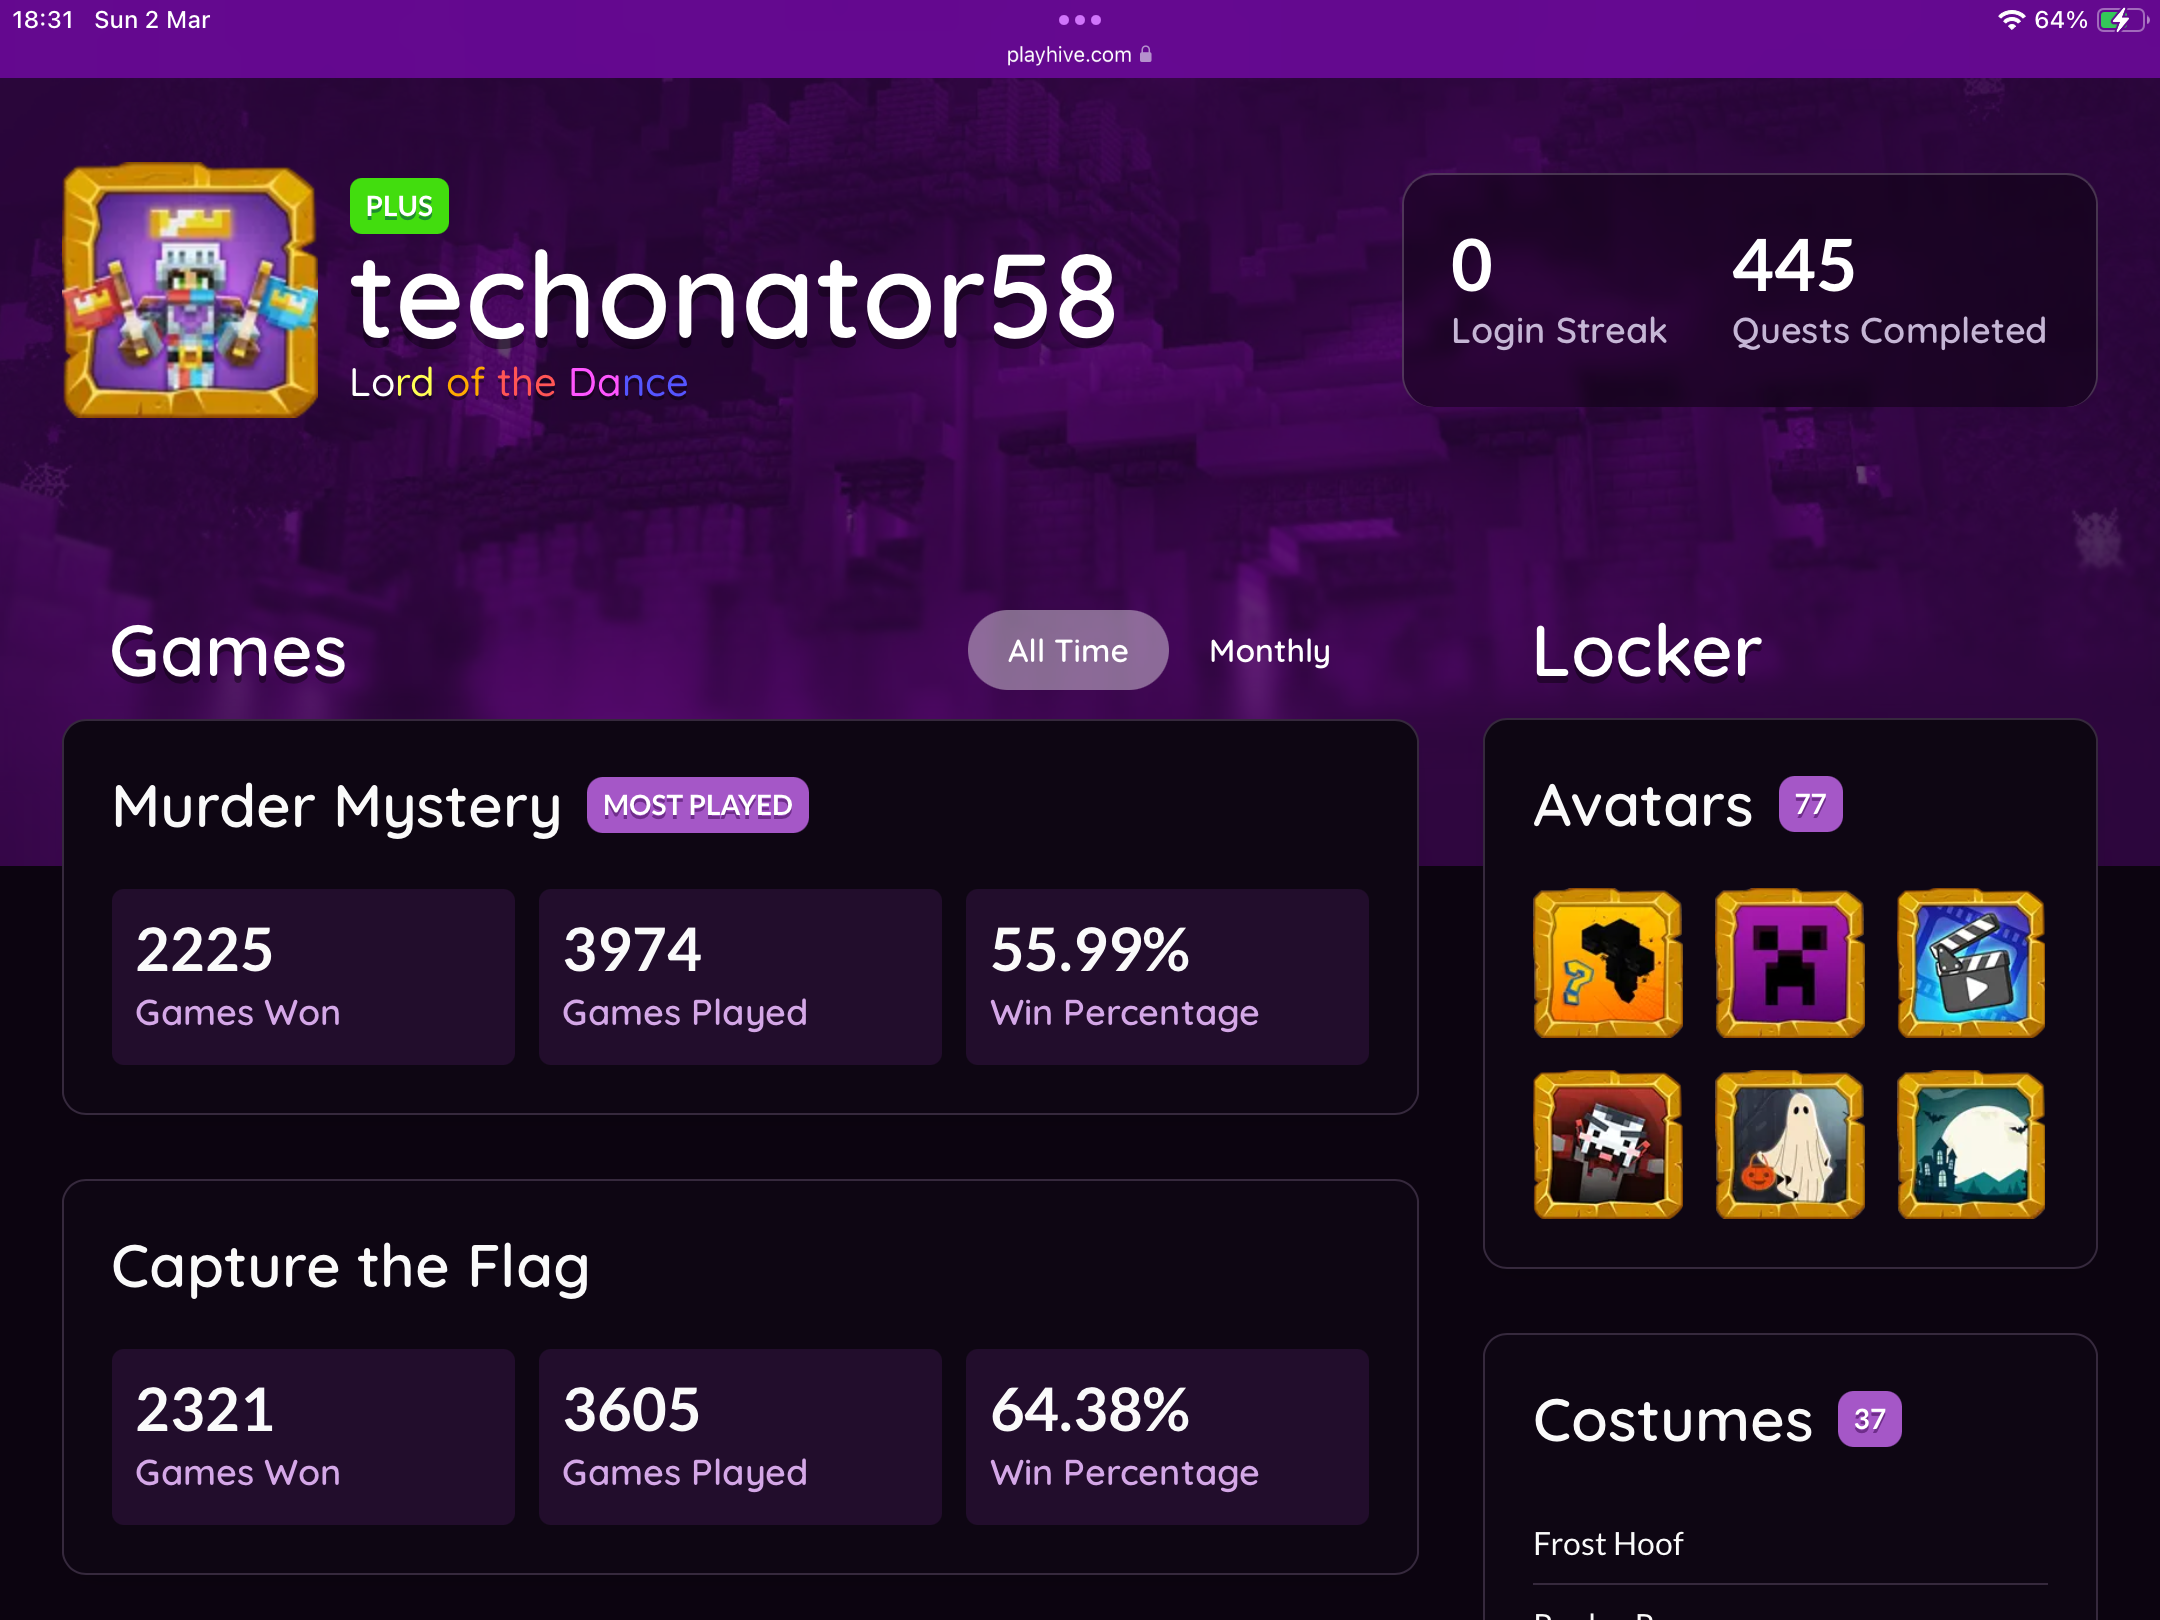 18:31 Sun 2 Mar
64%
playhive.com
PLUS
techonator58
Lord of the Dance
0
Login Streak
445
Quests Completed
Games
All Time
Monthly
Murder Mystery
MOST PLAYED
2225
Games Won
3974
Games Played
55.99%
Win Percentage
Capture the Flag
2321
Games Won
3605
Games Played
64.38%
Win Percentage
Locker
Avatars
77
?
Costumes
37
Frost Hoof